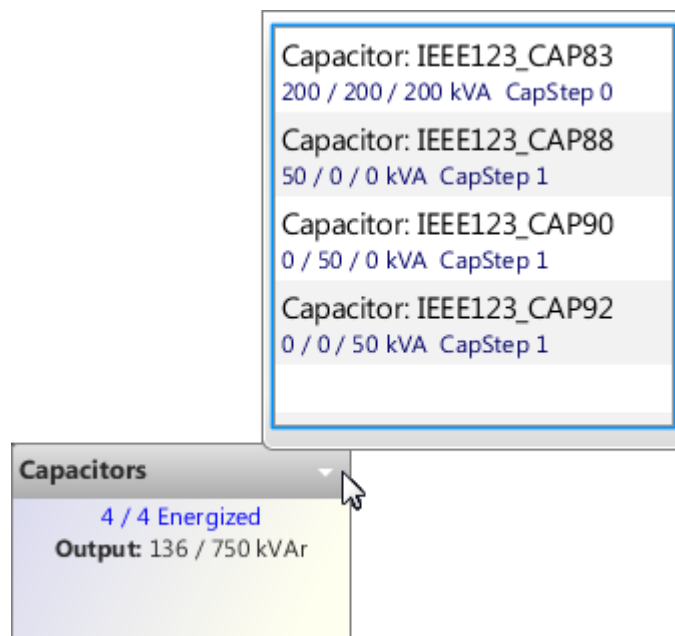 Capacitor: IEEE123_CAP83
200 / 200 / 200 kVA CapStep 0
Capacitor: IEEE123_CAP88
50 / 0 / 0 kVA CapStep 1
Capacitor: IEEE123_CAP90
0 / 50 / 0 kVA CapStep 1
Capacitor: IEEE123_CAP92
0 / 0 / 50 kVA CapStep 1
Capacitors
4 / 4 Energized
Output: 136 / 750 kVAr